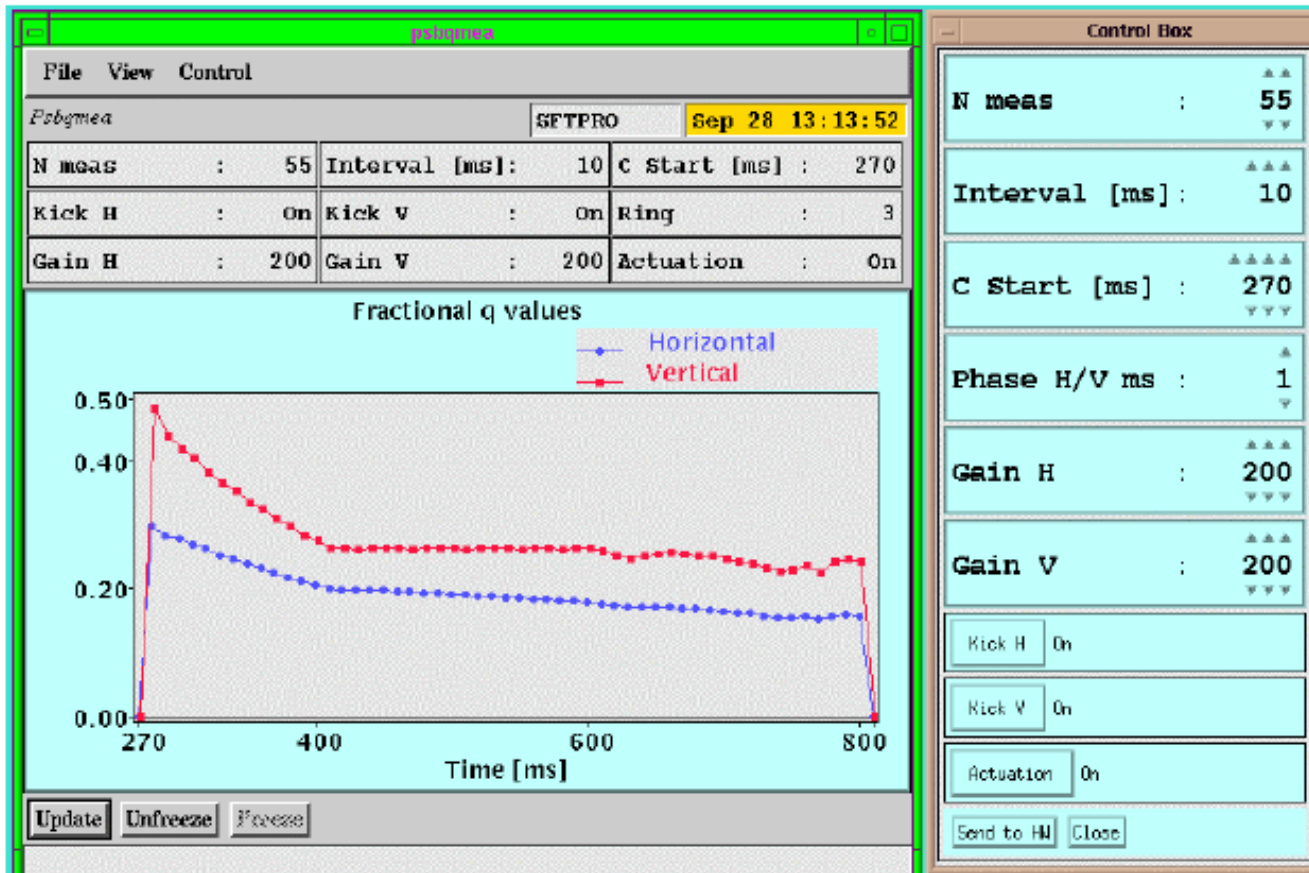 psbqmea
File View Control
Psbqmea SFTPRO Sep 28 13:13:52
N meas : 55 Interval [ms]: 10 C Start [ms] : 270
Kick H : On Kick V : On Ring : 3
Gain H : 200 Gain V : 200 Actuation : On
Fractional q values
Horizontal
Vertical
0.50
0.40
0.20
0.00
270 400 600 800
Time [ms]
Update Unfreeze Freeze
Control Box
N meas : 55
Interval [ms]: 10
C Start [ms] : 270
Phase H/V ms : 1
Gain H : 200
Gain V : 200
Kick H On
Kick V On
Actuation On
Send to HW Close